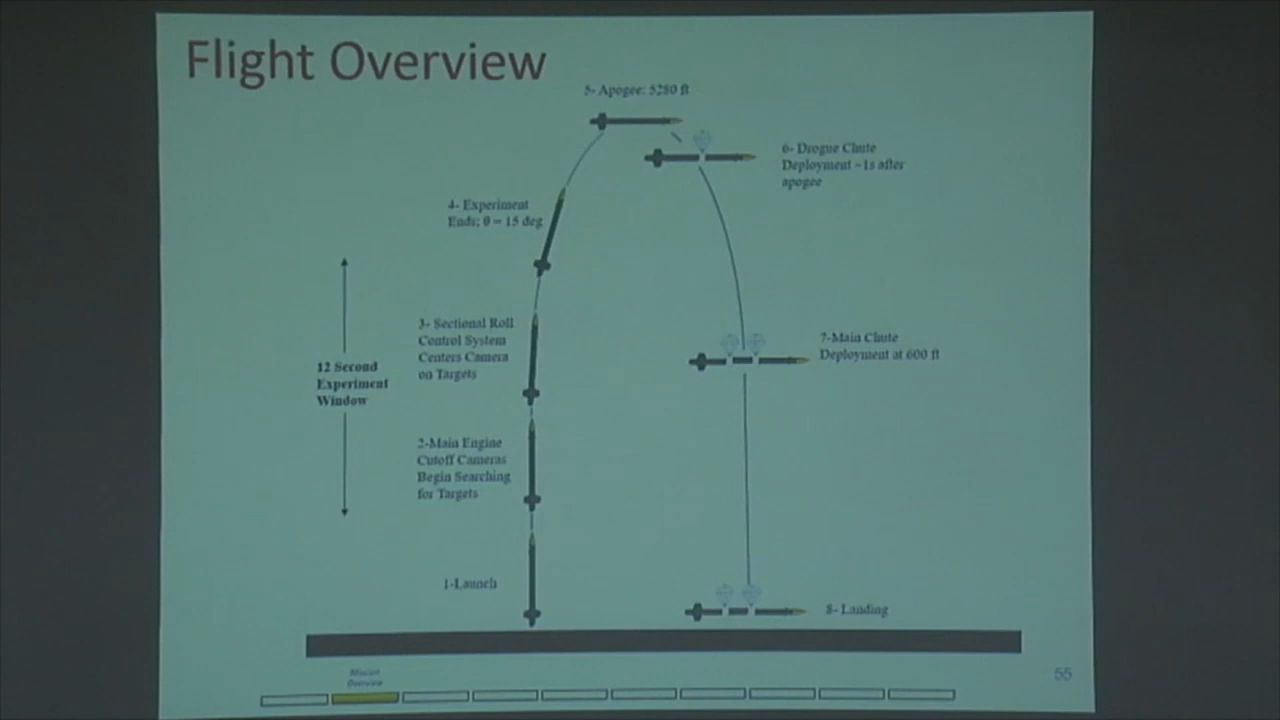 Flight Overview
5- Apogee: 5280 ft
6- Drogue Chute
Deployment ~1s after
apogee
4- Experiment
Ends; θ = 15 deg
3- Sectional Roll
Control System
Centers Camera
on Targets
7-Main Chute
Deployment at 600 ft
12 Second
Experiment
Window
2-Main Engine
Cutoff Cameras
Begin Searching
for Targets
1-Launch
8- Landing
Mission
Overview
55